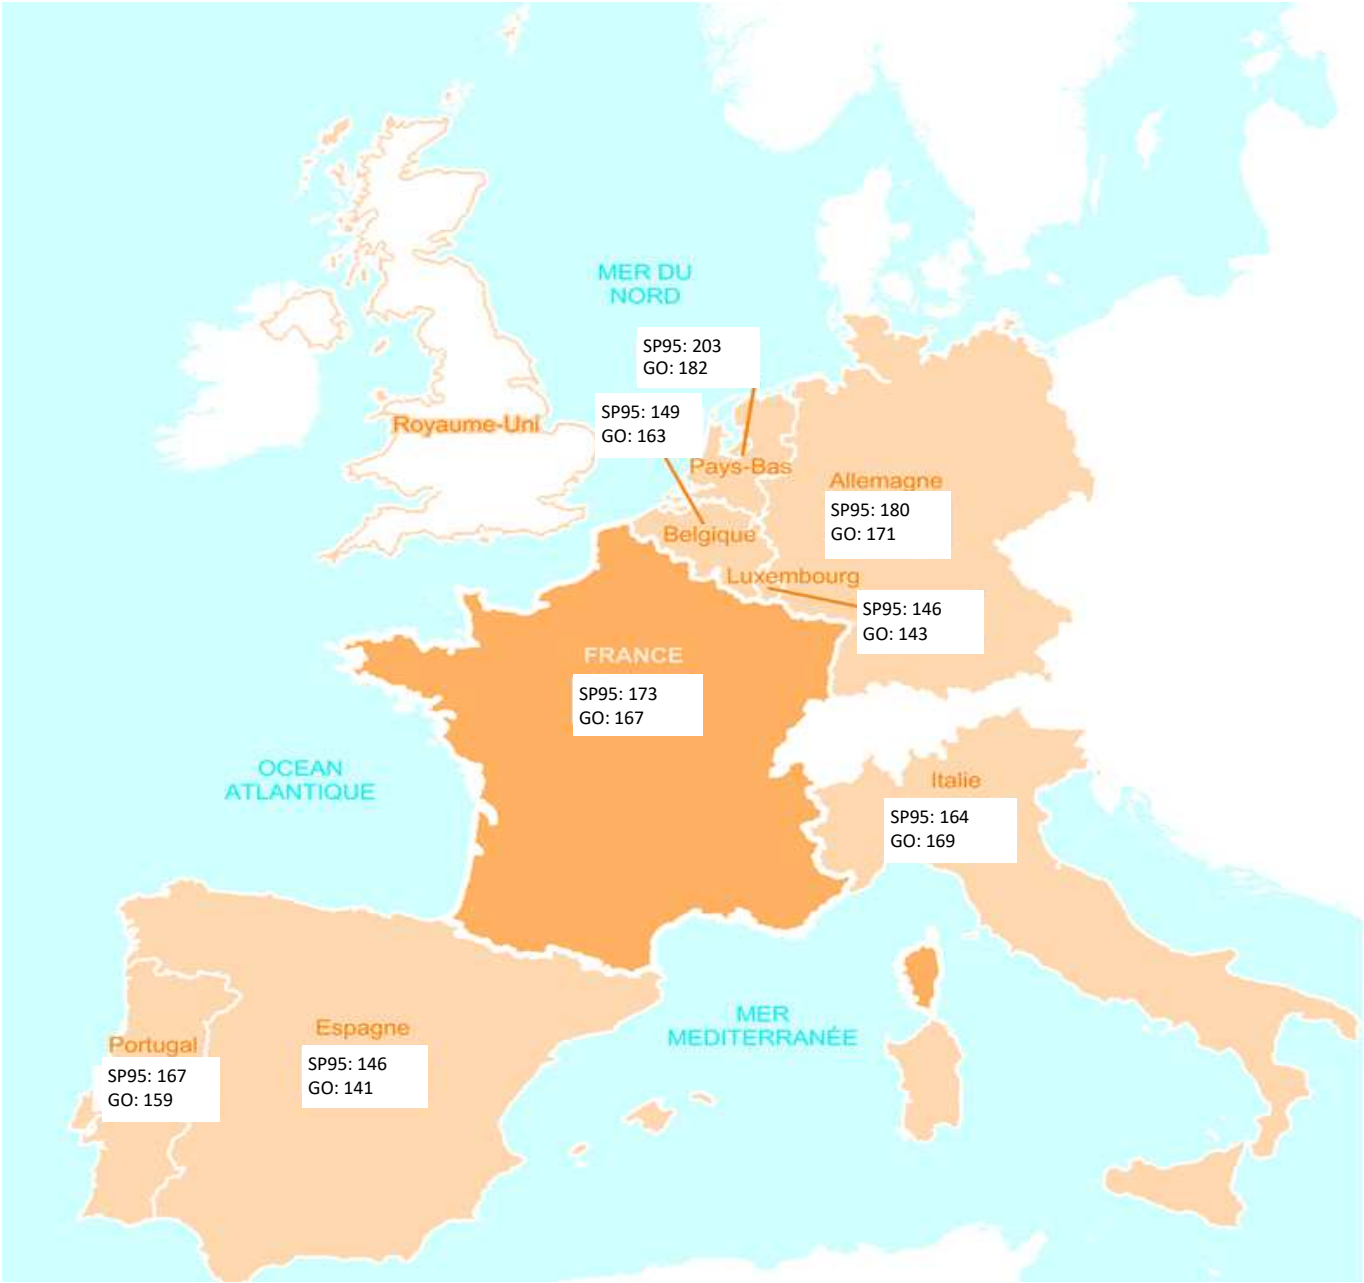 MER DU
NORD
SP95: 203
GO: 182
SP95: 149
GO: 163
Royaume-Uni
Pays-Bas
Allemagne
SP95: 180
GO: 171
Belgique
Luxembourg
SP95: 146
GO: 143
FRANCE
SP95: 173
GO: 167
OCEAN
ATLANTIQUE
Italie
SP95: 164
GO: 169
MER
MEDITERRANÉE
Espagne
SP95: 146
GO: 141
Portugal
SP95: 167
GO: 159